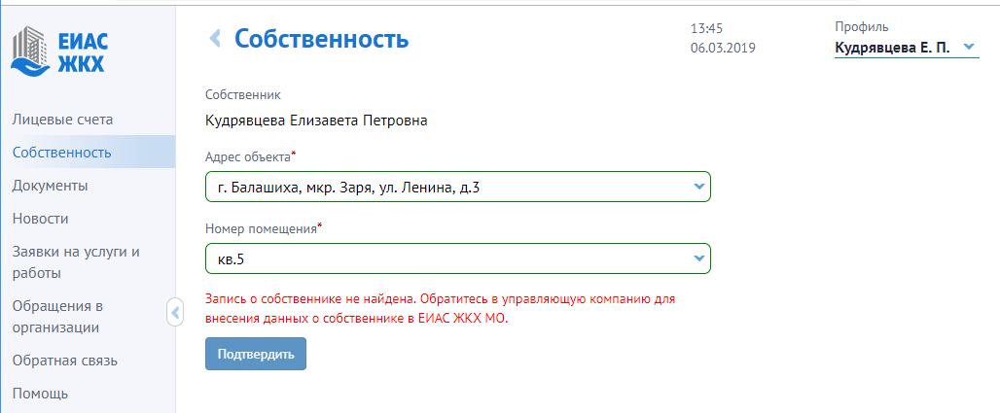 ЕИАС
ЖКХ
Собственность
13:45
06.03.2019
Профиль
Кудрявцева Е. П.
Лицевые счета
Собственность
Документы
Новости
Заявки на услуги и
работы
Обращения в
организации
Обратная связь
Помощь
Собственник
Кудрявцева Елизавета Петровна
Адрес объекта*
г. Балашиха, мкр. Заря, ул. Ленина, д.3
Номер помещения*
кв.5
Запись о собственнике не найдена. Обратитесь в управляющую компанию для
внесения данных о собственнике в ЕИАС ЖКХ МО.
Подтвердить